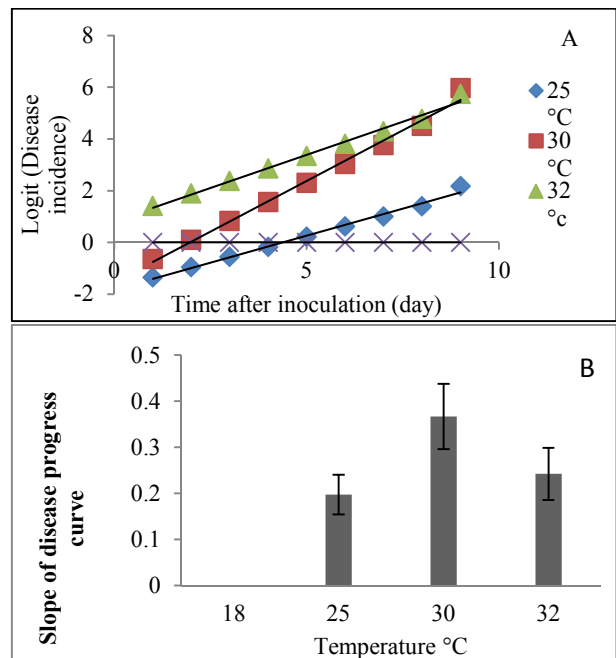 A
8
6
4
2
0
-2
0
5
10
Logit (Disease
incidence)
Time after inoculation (day)
25
°C
30
°C
32
°c
B
0.5
0.4
0.3
0.2
0.1
0
Slope of disease progress
curve
18
25
30
32
Temperature °C